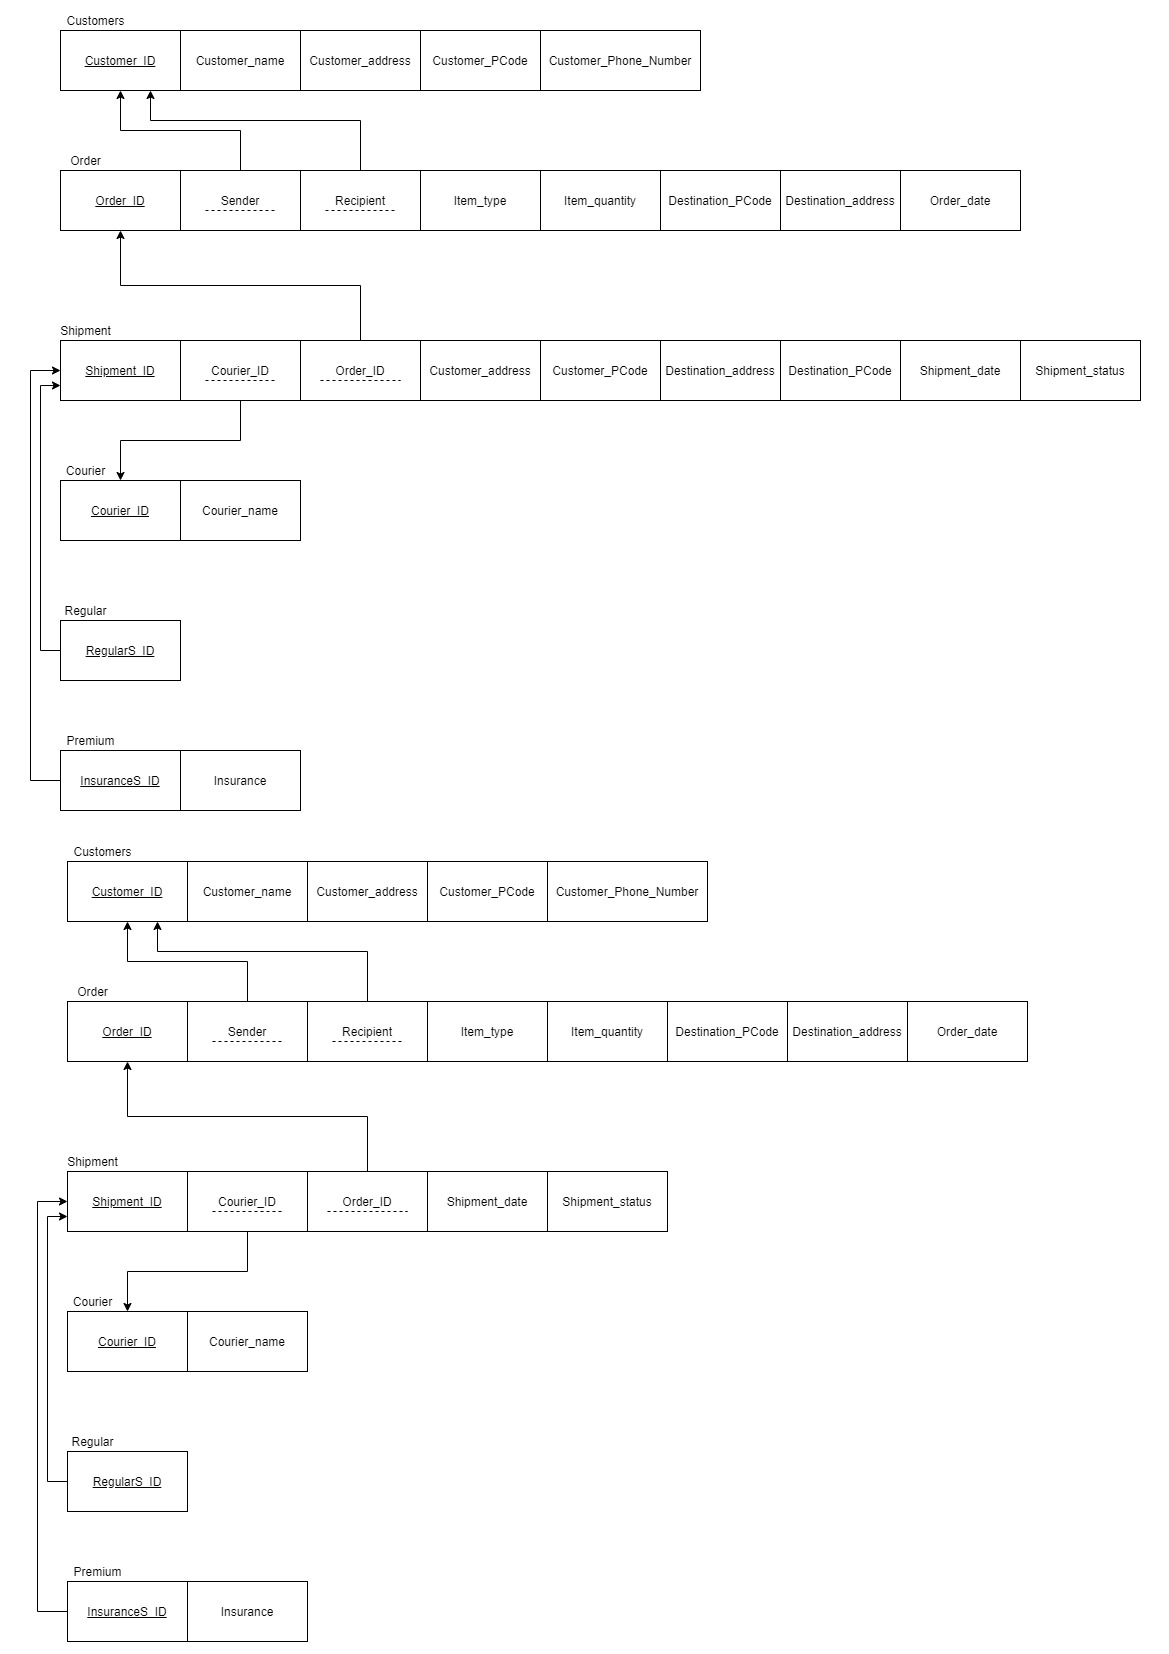 Customers
Customer_ID Customer_name Customer_address Customer_PCode Customer_Phone_Number
Order
Order_ID Sender Recipient Item_type Item_quantity Destination_PCode Destination_address Order_date
Shipment
Shipment_ID Courier_ID Order_ID Customer_address Customer_PCode Destination_address Destination_PCode Shipment_date Shipment_status
Courier
Courier_ID Courier_name
Regular
RegularS_ID
Premium
InsuranceS_ID Insurance
Customers
Customer_ID Customer_name Customer_address Customer_PCode Customer_Phone_Number
Order
Order_ID Sender Recipient Item_type Item_quantity Destination_PCode Destination_address Order_date
Shipment
Shipment_ID Courier_ID Order_ID Shipment_date Shipment_status
Courier
Courier_ID Courier_name
Regular
RegularS_ID
Premium
InsuranceS_ID Insurance